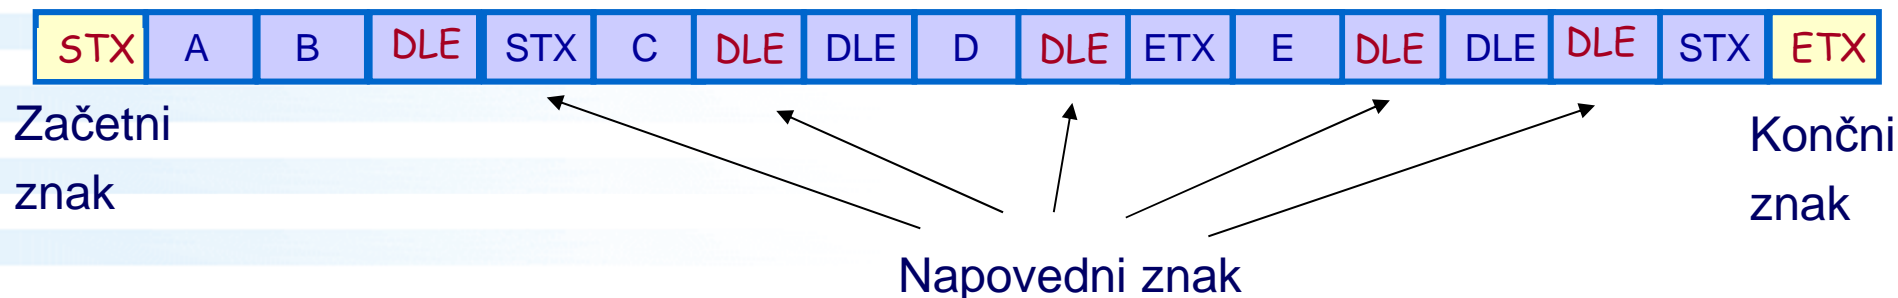 STX A B DLE STX C DLE DLE D DLE ETX E DLE DLE DLE STX ETX
Začetni
znak
Končni
znak
Napovedni znak